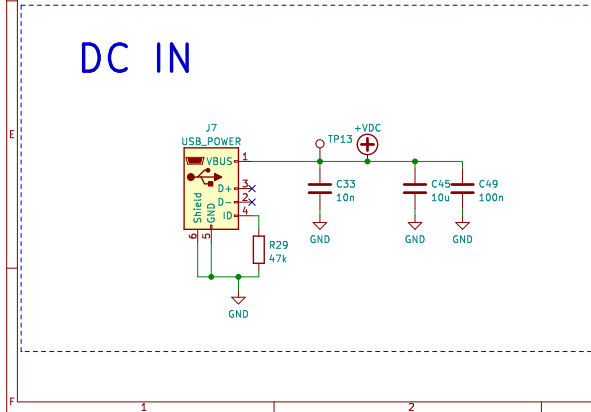 DC IN
E
J7
USB_POWER
TP13
+VDC
VBUS
1
D+
3
D-
2
ID
4
Shield
GND
6
5
C33
10n
C45
10u
C49
100n
GND
GND
GND
R29
47k
GND
F
1
2